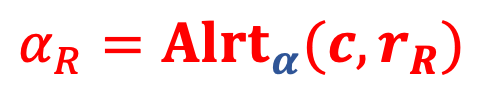 α_R = Alrt_α(c, r_R)